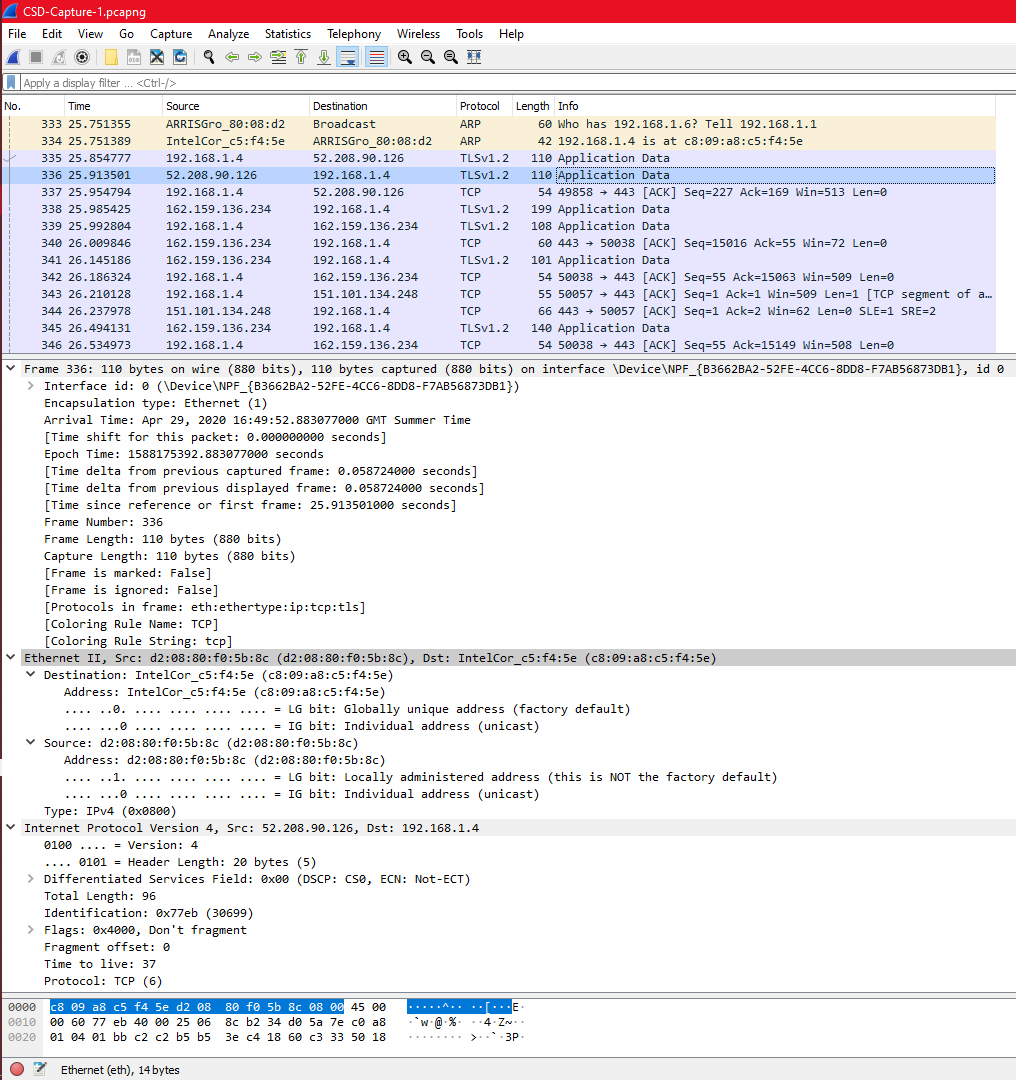 CSD-Capture-1.pcapng
File Edit View Go Capture Analyze Statistics Telephony Wireless Tools Help
Apply a display filter ... <Ctrl-/>
No. Time Source Destination Protocol Length Info
333 25.751355 ARRISGro_80:08:d2 Broadcast ARP 60 Who has 192.168.1.6? Tell 192.168.1.1
334 25.751389 IntelCor_c5:f4:5e ARRISGro_80:08:d2 ARP 42 192.168.1.4 is at c8:09:a8:c5:f4:5e
335 25.854777 192.168.1.4 52.208.90.126 TLSv1.2 110 Application Data
336 25.913501 52.208.90.126 192.168.1.4 TLSv1.2 110 Application Data
337 25.954794 192.168.1.4 52.208.90.126 TCP 54 49858 → 443 [ACK] Seq=227 Ack=169 Win=513 Len=0
338 25.985425 162.159.136.234 192.168.1.4 TLSv1.2 199 Application Data
339 25.992804 192.168.1.4 162.159.136.234 TLSv1.2 108 Application Data
340 26.009846 162.159.136.234 192.168.1.4 TCP 60 443 → 50038 [ACK] Seq=15016 Ack=55 Win=72 Len=0
341 26.145186 162.159.136.234 192.168.1.4 TLSv1.2 101 Application Data
342 26.186324 192.168.1.4 162.159.136.234 TCP 54 50038 → 443 [ACK] Seq=55 Ack=15063 Win=509 Len=0
343 26.210128 192.168.1.4 151.101.134.248 TCP 55 50057 → 443 [ACK] Seq=1 Ack=1 Win=509 Len=1 [TCP segment of a…
344 26.237978 151.101.134.248 192.168.1.4 TCP 66 443 → 50057 [ACK] Seq=1 Ack=2 Win=62 Len=0 SLE=1 SRE=2
345 26.494131 162.159.136.234 192.168.1.4 TLSv1.2 140 Application Data
346 26.534973 192.168.1.4 162.159.136.234 TCP 54 50038 → 443 [ACK] Seq=55 Ack=15149 Win=508 Len=0
Frame 336: 110 bytes on wire (880 bits), 110 bytes captured (880 bits) on interface \Device\NPF_{B3662BA2-52FE-4CC6-8DD8-F7AB56873DB1}, id 0
Interface id: 0 (\Device\NPF_{B3662BA2-52FE-4CC6-8DD8-F7AB56873DB1})
Encapsulation type: Ethernet (1)
Arrival Time: Apr 29, 2020 16:49:52.883077000 GMT Summer Time
[Time shift for this packet: 0.000000000 seconds]
Epoch Time: 1588175392.883077000 seconds
[Time delta from previous captured frame: 0.058724000 seconds]
[Time delta from previous displayed frame: 0.058724000 seconds]
[Time since reference or first frame: 25.913501000 seconds]
Frame Number: 336
Frame Length: 110 bytes (880 bits)
Capture Length: 110 bytes (880 bits)
[Frame is marked: False]
[Frame is ignored: False]
[Protocols in frame: eth:ethertype:ip:tcp:tls]
[Coloring Rule Name: TCP]
[Coloring Rule String: tcp]
Ethernet II, Src: d2:08:80:f0:5b:8c (d2:08:80:f0:5b:8c), Dst: IntelCor_c5:f4:5e (c8:09:a8:c5:f4:5e)
Destination: IntelCor_c5:f4:5e (c8:09:a8:c5:f4:5e)
Address: IntelCor_c5:f4:5e (c8:09:a8:c5:f4:5e)
.... ..0. .... .... .... .... = LG bit: Globally unique address (factory default)
.... ...0 .... .... .... .... = IG bit: Individual address (unicast)
Source: d2:08:80:f0:5b:8c (d2:08:80:f0:5b:8c)
Address: d2:08:80:f0:5b:8c (d2:08:80:f0:5b:8c)
.... ..1. .... .... .... .... = LG bit: Locally administered address (this is NOT the factory default)
.... ...0 .... .... .... .... = IG bit: Individual address (unicast)
Type: IPv4 (0x0800)
Internet Protocol Version 4, Src: 52.208.90.126, Dst: 192.168.1.4
0100 .... = Version: 4
.... 0101 = Header Length: 20 bytes (5)
Differentiated Services Field: 0x00 (DSCP: CS0, ECN: Not-ECT)
Total Length: 96
Identification: 0x77eb (30699)
Flags: 0x4000, Don't fragment
Fragment offset: 0
Time to live: 37
Protocol: TCP (6)
0000 c8 09 a8 c5 f4 5e d2 08 80 f0 5b 8c 08 00 45 00 ·····^·· ··[···E·
0010 00 60 77 eb 40 00 25 06 8c b2 34 d0 5a 7e c0 a8 ·`w·@·%· ··4·Z~··
0020 01 04 01 bb c2 c2 b5 b5 3e c4 18 60 c3 33 50 18 ········ >··`·3P·
Ethernet (eth), 14 bytes